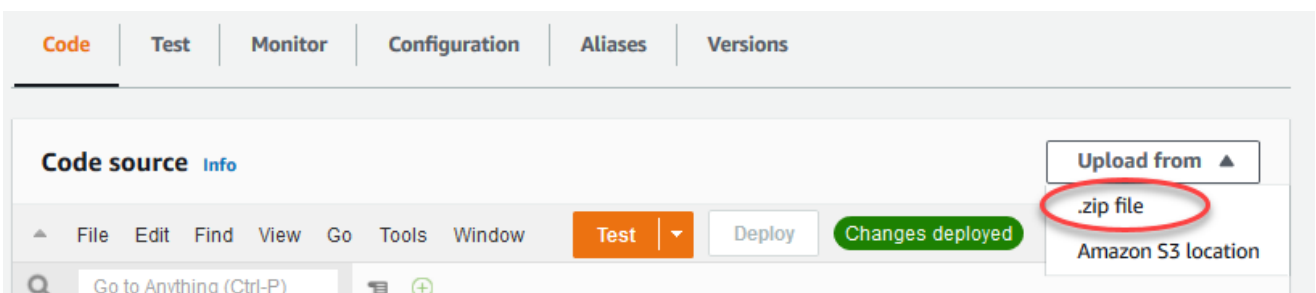 Code Test Monitor Configuration Aliases Versions
Code source Info
Upload from
.zip file
Amazon S3 location
File Edit Find View Go Tools Window Test Deploy Changes deployed
Go to Anything (Ctrl-P)